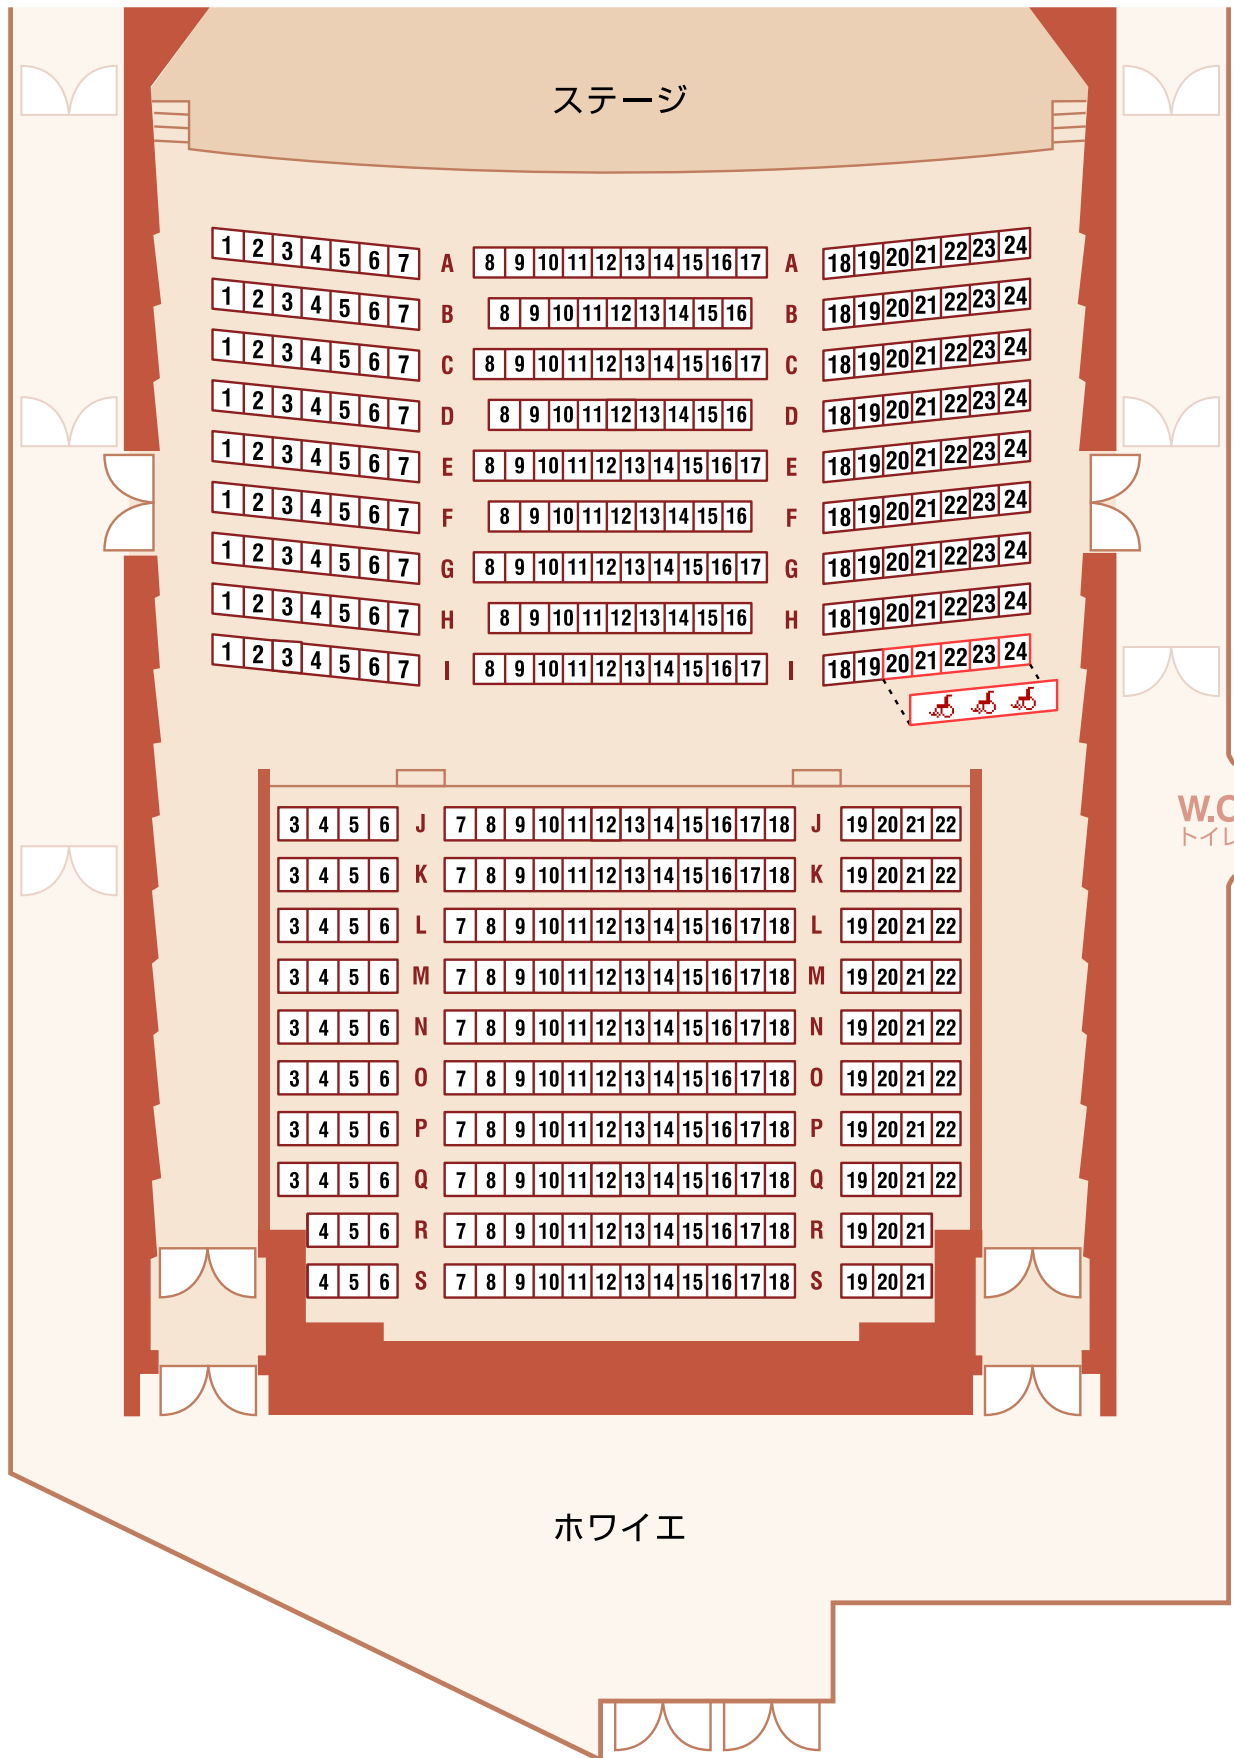 ステージ
1 2 3 4 5 6 7 A 8 9 10 11 12 13 14 15 16 17 A 18 19 20 21 22 23 24
1 2 3 4 5 6 7 B 8 9 10 11 12 13 14 15 16 B 18 19 20 21 22 23 24
1 2 3 4 5 6 7 C 8 9 10 11 12 13 14 15 16 17 C 18 19 20 21 22 23 24
1 2 3 4 5 6 7 D 8 9 10 11 12 13 14 15 16 D 18 19 20 21 22 23 24
1 2 3 4 5 6 7 E 8 9 10 11 12 13 14 15 16 17 E 18 19 20 21 22 23 24
1 2 3 4 5 6 7 F 8 9 10 11 12 13 14 15 16 F 18 19 20 21 22 23 24
1 2 3 4 5 6 7 G 8 9 10 11 12 13 14 15 16 17 G 18 19 20 21 22 23 24
1 2 3 4 5 6 7 H 8 9 10 11 12 13 14 15 16 H 18 19 20 21 22 23 24
1 2 3 4 5 6 7 I 8 9 10 11 12 13 14 15 16 17 I 18 19 20 21 22 23 24
3 4 5 6 J 7 8 9 10 11 12 13 14 15 16 17 18 J 19 20 21 22
3 4 5 6 K 7 8 9 10 11 12 13 14 15 16 17 18 K 19 20 21 22
3 4 5 6 L 7 8 9 10 11 12 13 14 15 16 17 18 L 19 20 21 22
3 4 5 6 M 7 8 9 10 11 12 13 14 15 16 17 18 M 19 20 21 22
3 4 5 6 N 7 8 9 10 11 12 13 14 15 16 17 18 N 19 20 21 22
3 4 5 6 O 7 8 9 10 11 12 13 14 15 16 17 18 O 19 20 21 22
3 4 5 6 P 7 8 9 10 11 12 13 14 15 16 17 18 P 19 20 21 22
3 4 5 6 Q 7 8 9 10 11 12 13 14 15 16 17 18 Q 19 20 21 22
4 5 6 R 7 8 9 10 11 12 13 14 15 16 17 18 R 19 20 21
4 5 6 S 7 8 9 10 11 12 13 14 15 16 17 18 S 19 20 21
W.C
トイレ
ホワイエ